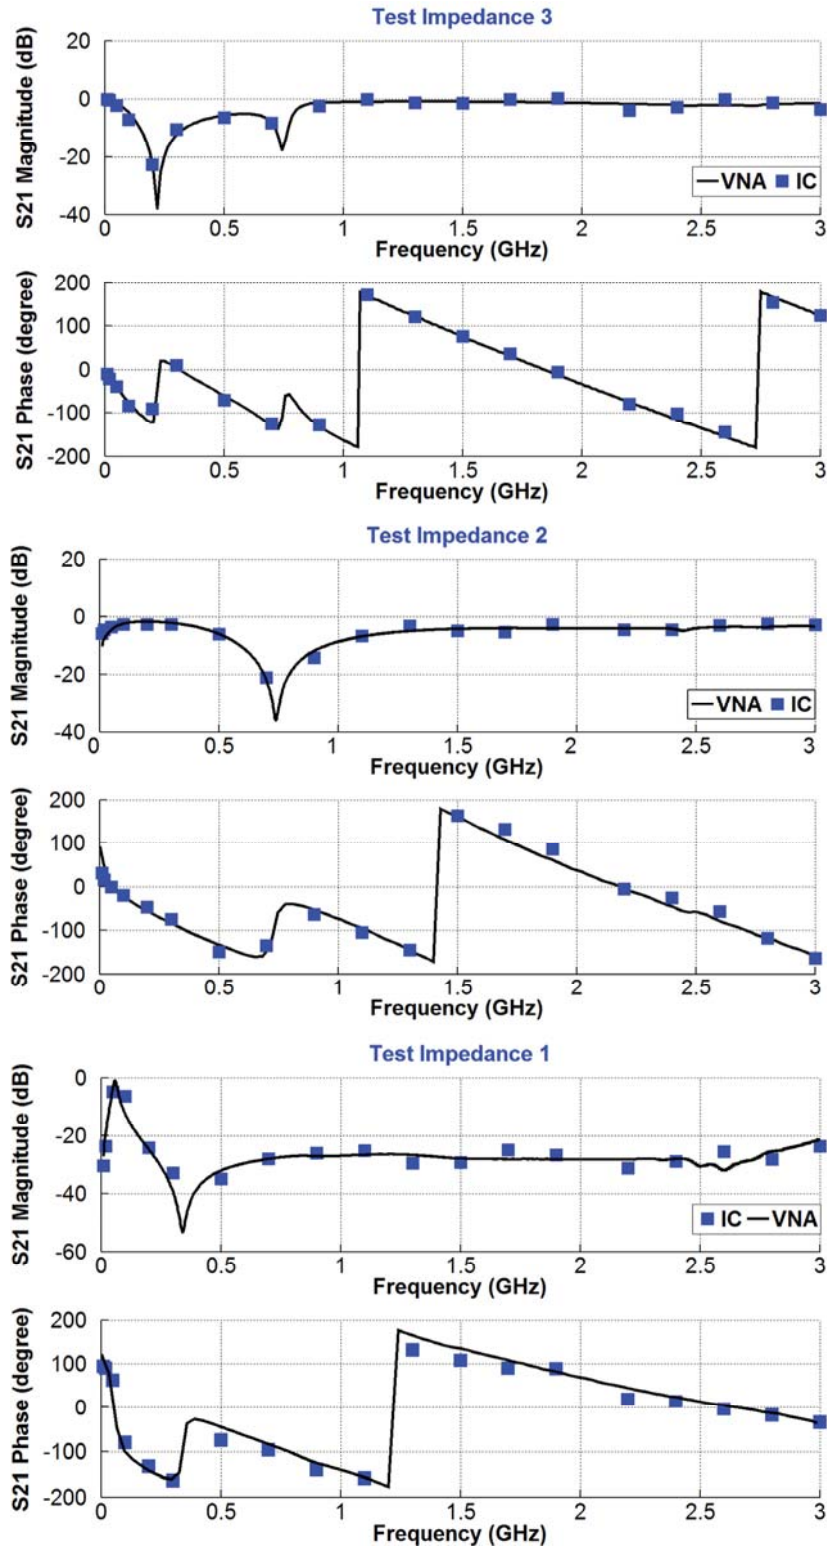 Test Impedance 3
S21 Magnitude (dB)
20
0
-20
-40
VNA IC
0 0.5 1 1.5 2 2.5 3
Frequency (GHz)
S21 Phase (degree)
200
100
0
-100
-200
0 0.5 1 1.5 2 2.5 3
Frequency (GHz)
Test Impedance 2
S21 Magnitude (dB)
20
0
-20
-40
VNA IC
0 0.5 1 1.5 2 2.5 3
Frequency (GHz)
S21 Phase (degree)
200
100
0
-100
-200
0 0.5 1 1.5 2 2.5 3
Frequency (GHz)
Test Impedance 1
S21 Magnitude (dB)
0
-20
-40
-60
IC VNA
0 0.5 1 1.5 2 2.5 3
Frequency (GHz)
S21 Phase (degree)
200
100
0
-100
-200
0 0.5 1 1.5 2 2.5 3
Frequency (GHz)